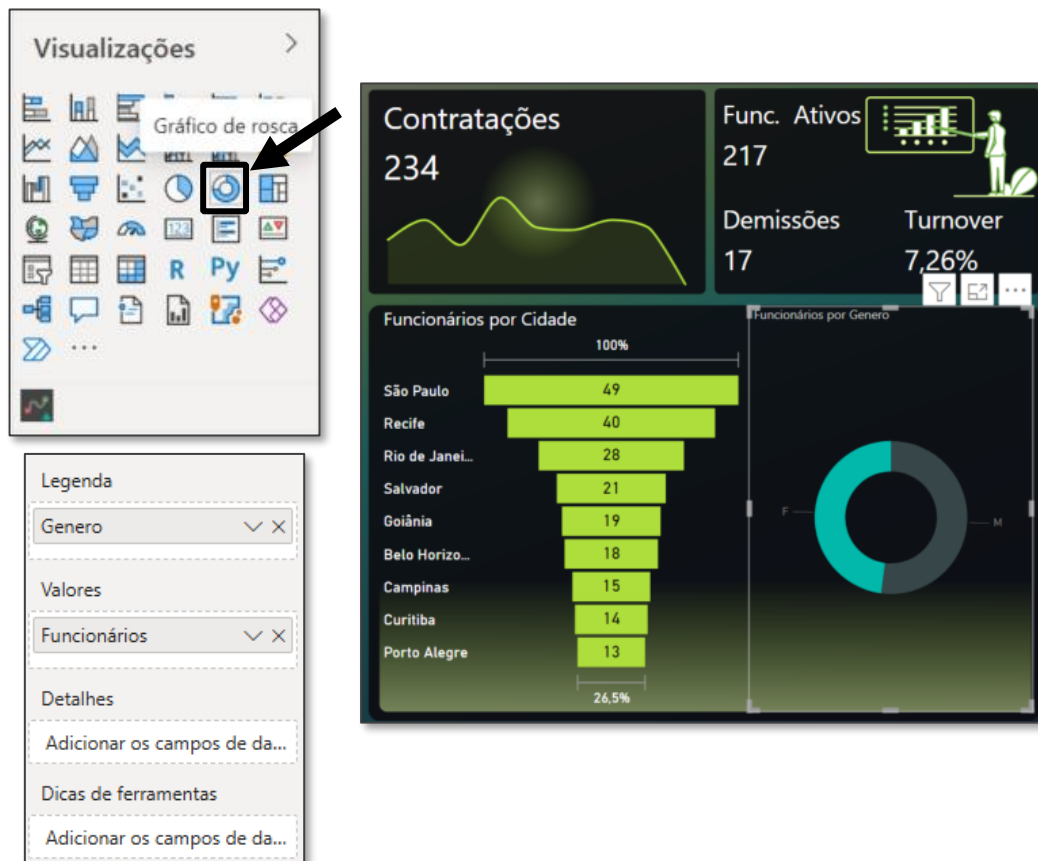 Visualizações
Gráfico de rosca
123
R
Py
Legenda
Genero
Valores
Funcionários
Detalhes
Adicionar os campos de da...
Dicas de ferramentas
Adicionar os campos de da...
Contratações
234
Func. Ativos
217
Demissões
Turnover
17
7,26%
Funcionários por Cidade
100%
São Paulo 49
Recife 40
Rio de Janei... 28
Salvador 21
Goiânia 19
Belo Horizo... 18
Campinas 15
Curitiba 14
Porto Alegre 13
26,5%
Funcionários por Genero
F
M